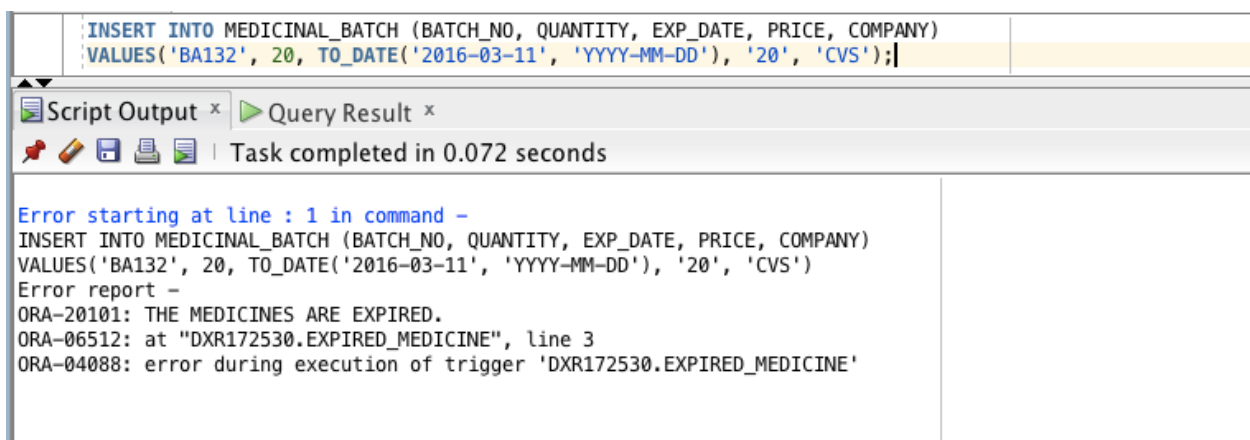 INSERT INTO MEDICINAL_BATCH (BATCH_NO, QUANTITY, EXP_DATE, PRICE, COMPANY)
VALUES('BA132', 20, TO_DATE('2016-03-11', 'YYYY-MM-DD'), '20', 'CVS');
Script Output x Query Result x
Task completed in 0.072 seconds
Error starting at line : 1 in command -
INSERT INTO MEDICINAL_BATCH (BATCH_NO, QUANTITY, EXP_DATE, PRICE, COMPANY)
VALUES('BA132', 20, TO_DATE('2016-03-11', 'YYYY-MM-DD'), '20', 'CVS')
Error report -
ORA-20101: THE MEDICINES ARE EXPIRED.
ORA-06512: at "DXR172530.EXPIRED_MEDICINE", line 3
ORA-04088: error during execution of trigger 'DXR172530.EXPIRED_MEDICINE'